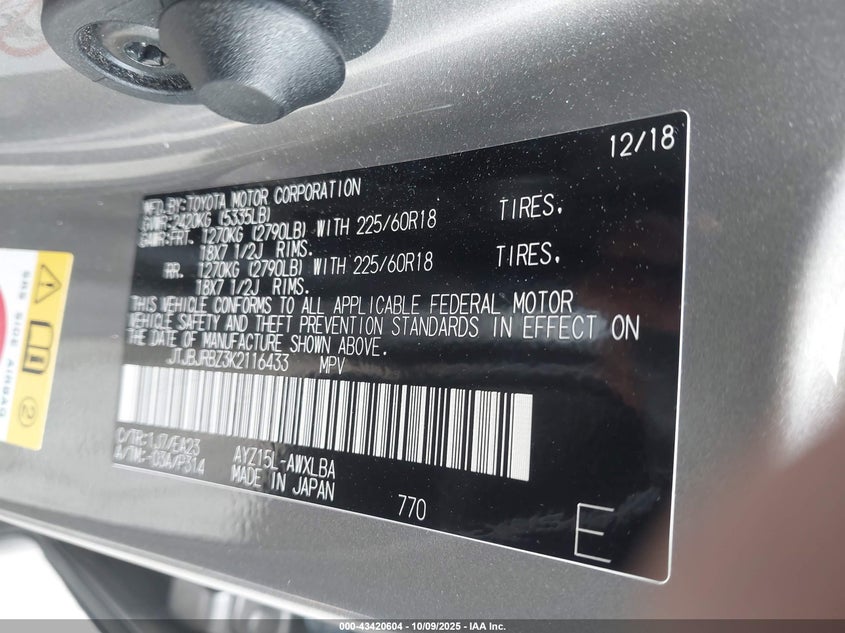 12/18
MFD BY: TOYOTA MOTOR CORPORATION
GVWR: 2420KG (5335LB)
GAWR: FRT. 1270KG (2790LB) WITH 225/60R18 TIRES,
18X7 1/2J RIMS.
RR. 1270KG (2790LB) WITH 225/60R18 TIRES,
18X7 1/2J RIMS.
THIS VEHICLE CONFORMS TO ALL APPLICABLE FEDERAL MOTOR
VEHICLE SAFETY AND THEFT PREVENTION STANDARDS IN EFFECT ON
THE DATE OF MANUFACTURE SHOWN ABOVE.
JTJBJRBZ3K2116433 MPV
C/TR: 1J7/EA23
A/TM: -03A/P314
AYZ15L-AWXLBA
MADE IN JAPAN
770
E
SRS SIDE AIRBAG
2
000-43420604 - 10/09/2025 - IAA Inc.